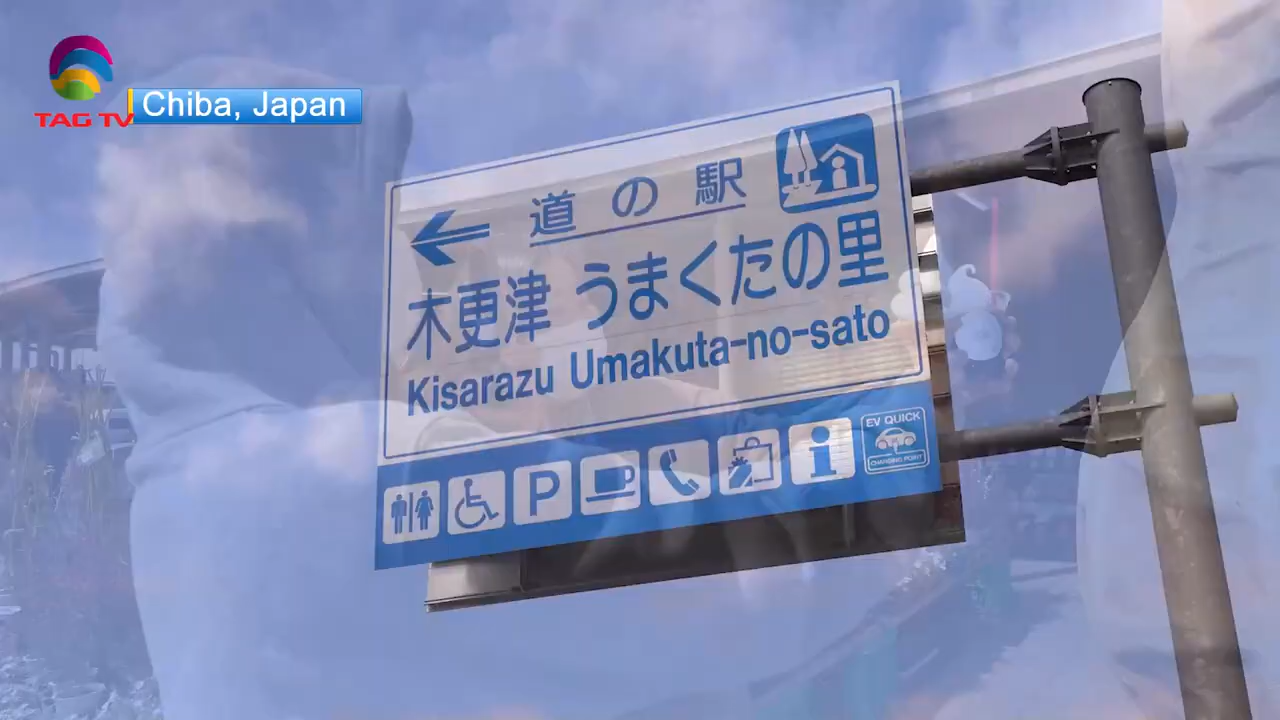 TAG TV
Chiba, Japan
道の駅
木更津 うまくたの里
Kisarazu Umakuta-no-sato
P
i
EV QUICK
CHARGING POINT